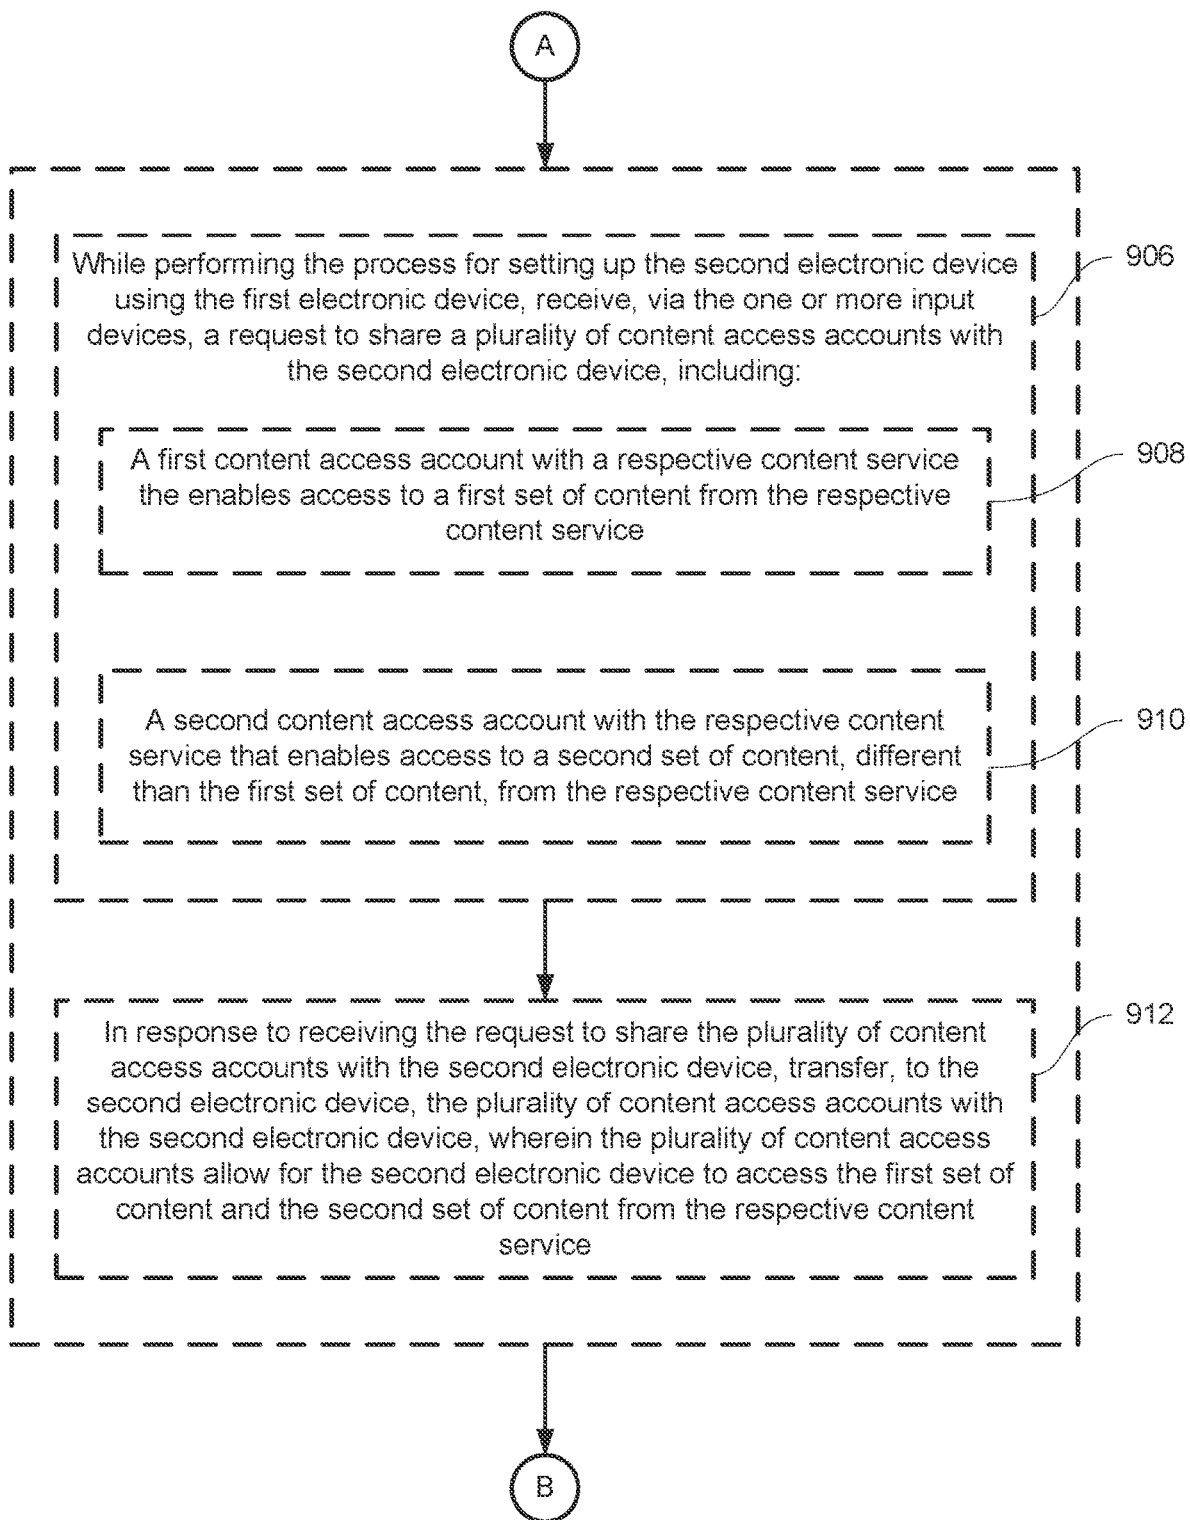 A
While performing the process for setting up the second electronic device
using the first electronic device, receive, via the one or more input
devices, a request to share a plurality of content access accounts with
the second electronic device, including:
906
A first content access account with a respective content service
the enables access to a first set of content from the respective
content service
908
A second content access account with the respective content
service that enables access to a second set of content, different
than the first set of content, from the respective content service
910
In response to receiving the request to share the plurality of content
access accounts with the second electronic device, transfer, to the
second electronic device, the plurality of content access accounts with
the second electronic device, wherein the plurality of content access
accounts allow for the second electronic device to access the first set of
content and the second set of content from the respective content
service
912
B